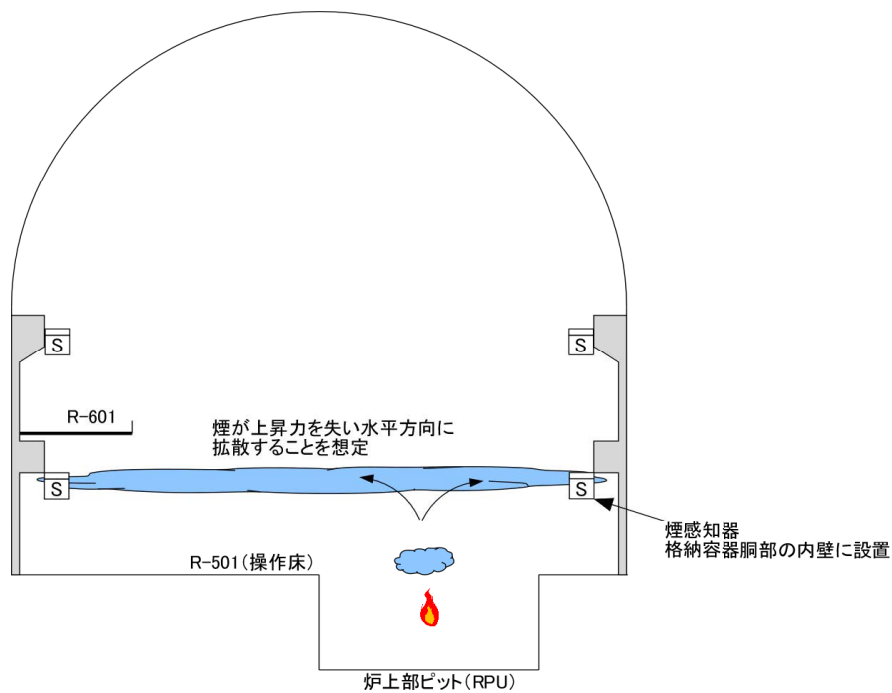 S
S
R-601
煙が上昇力を失い水平方向に
拡散することを想定
S
S
煙感知器
格納容器胴部の内壁に設置
R-501(操作床)
炉上部ピット(RPU)